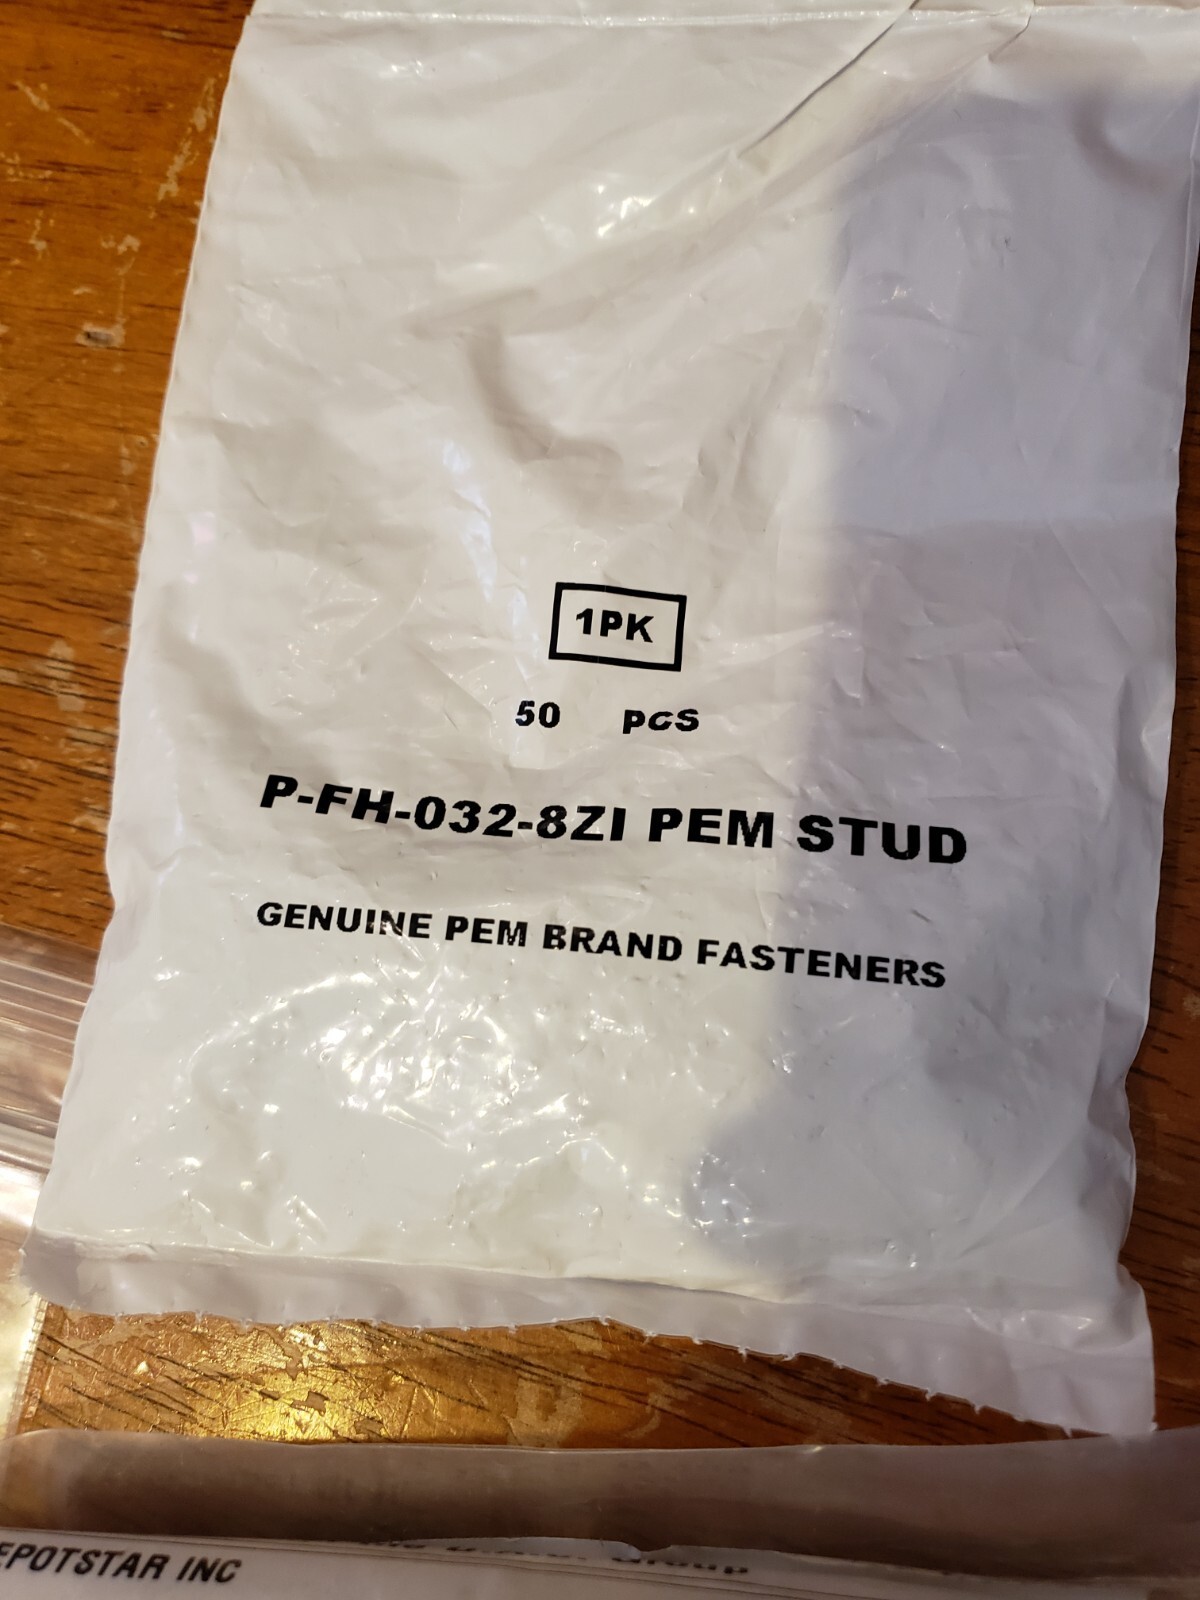 1PK
50 pcs
P-FH-032-8ZI PEM STUD
GENUINE PEM BRAND FASTENERS
EPOTSTAR INC